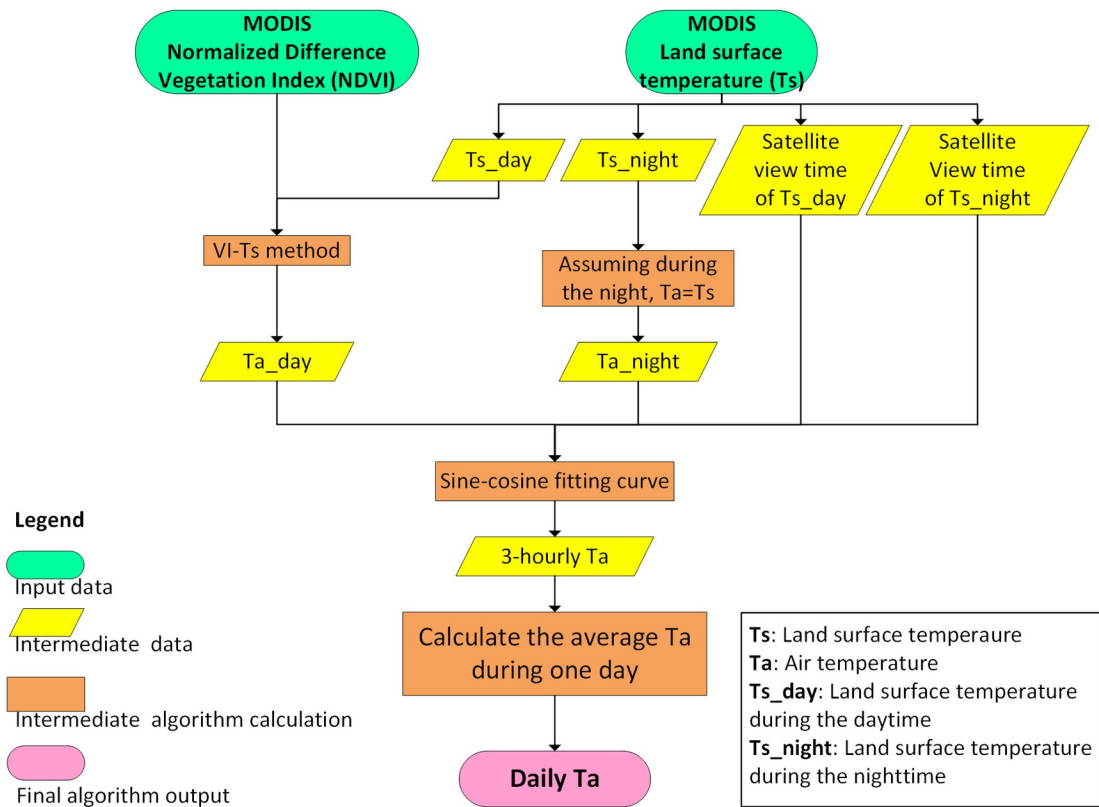 MODIS
Normalized Difference
Vegetation Index (NDVI)
MODIS
Land surface
temperature (Ts)
Ts_day
Ts_night
Satellite
view time
of Ts_day
Satellite
View time
of Ts_night
VI-Ts method
Assuming during
the night, Ta=Ts
Ta_day
Ta_night
Sine-cosine fitting curve
3-hourly Ta
Calculate the average Ta
during one day
Daily Ta
Legend
Input data
Intermediate data
Intermediate algorithm calculation
Final algorithm output
Ts: Land surface temperaure
Ta: Air temperature
Ts_day: Land surface temperature
during the daytime
Ts_night: Land surface temperature
during the nighttime